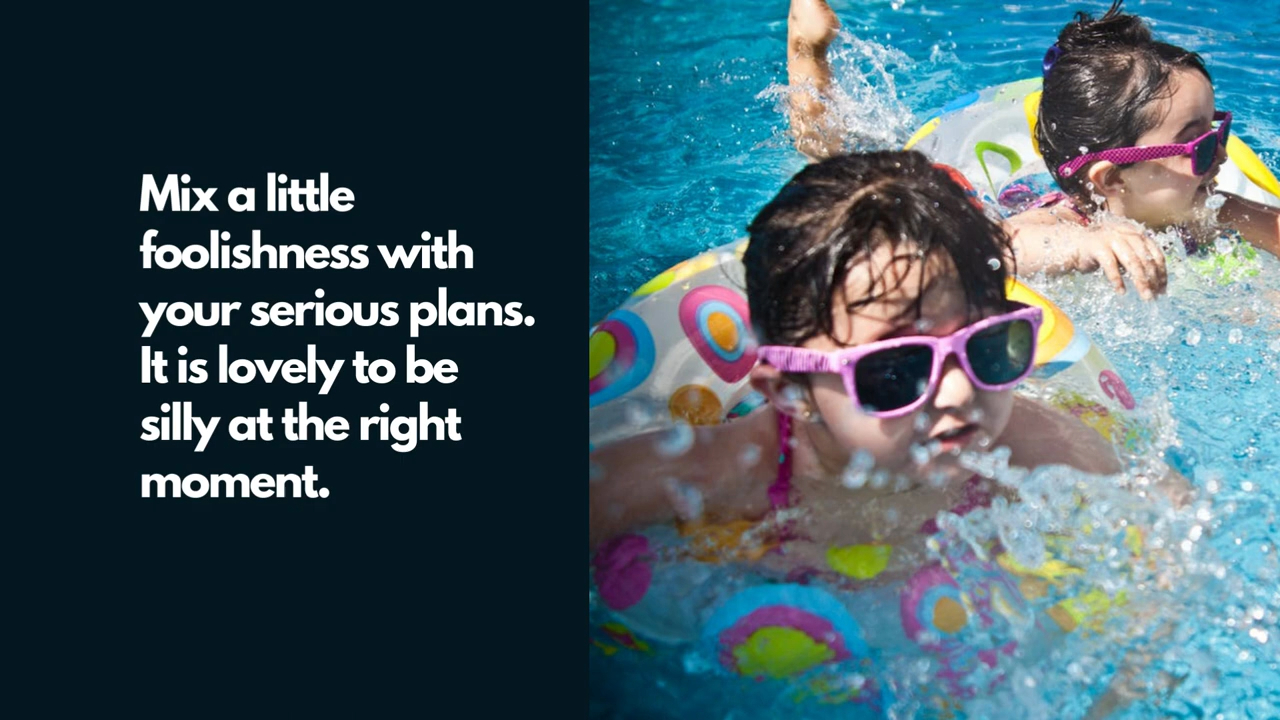 Mix a little
foolishness with
your serious plans.
It is lovely to be
silly at the right
moment.